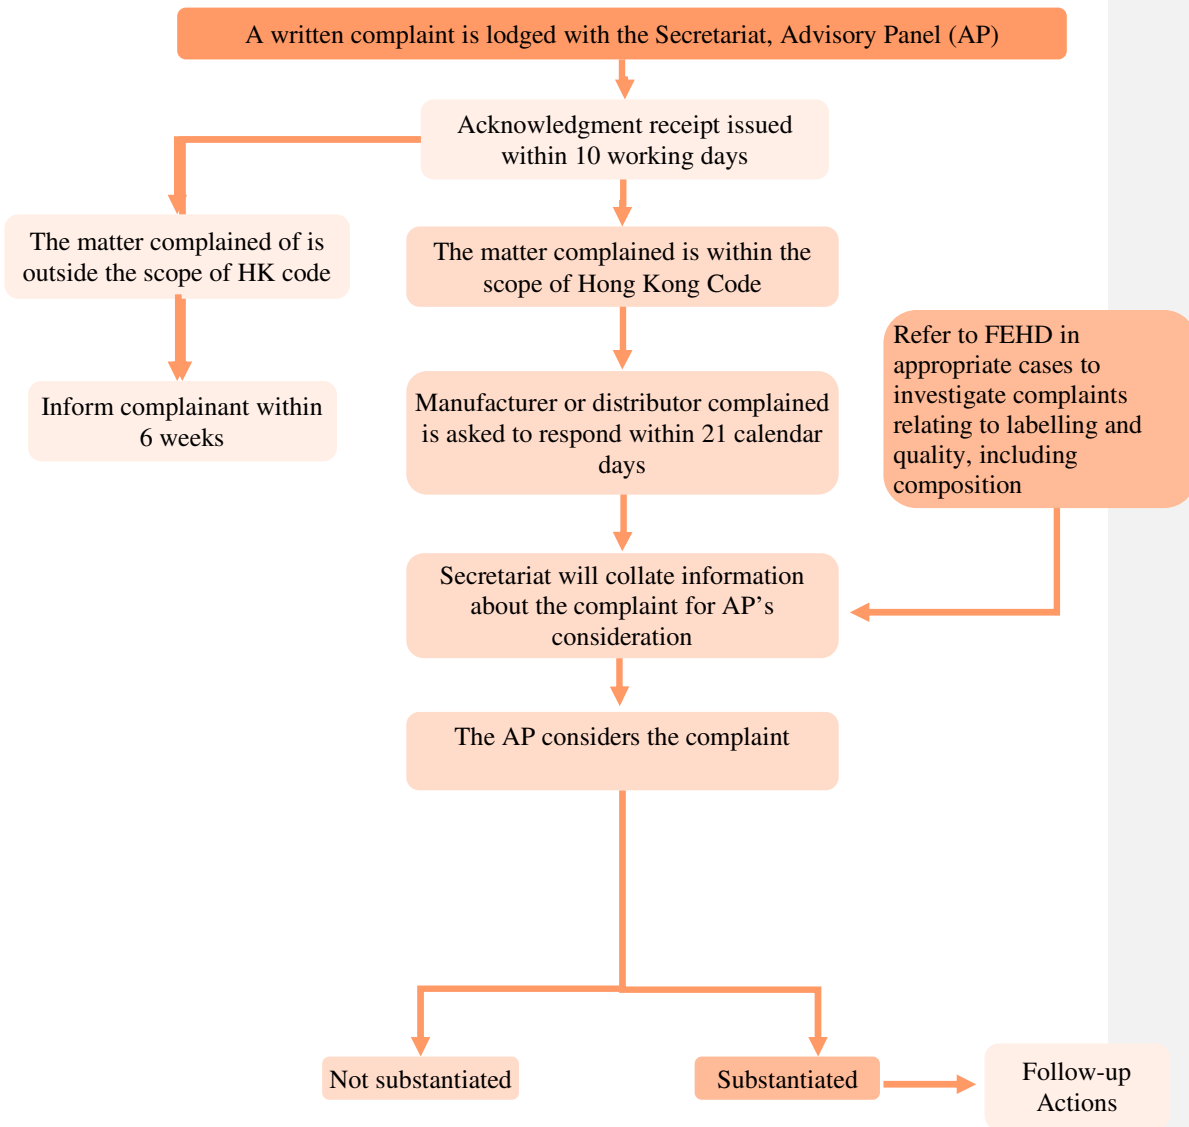 A written complaint is lodged with the Secretariat, Advisory Panel (AP)
Acknowledgment receipt issued
within 10 working days
The matter complained of is
outside the scope of HK code
The matter complained is within the
scope of Hong Kong Code
Inform complainant within
6 weeks
Manufacturer or distributor complained
is asked to respond within 21 calendar
days
Refer to FEHD in
appropriate cases to
investigate complaints
relating to labelling and
quality, including
composition
Secretariat will collate information
about the complaint for AP’s
consideration
The AP considers the complaint
Not substantiated
Substantiated
Follow-up
Actions